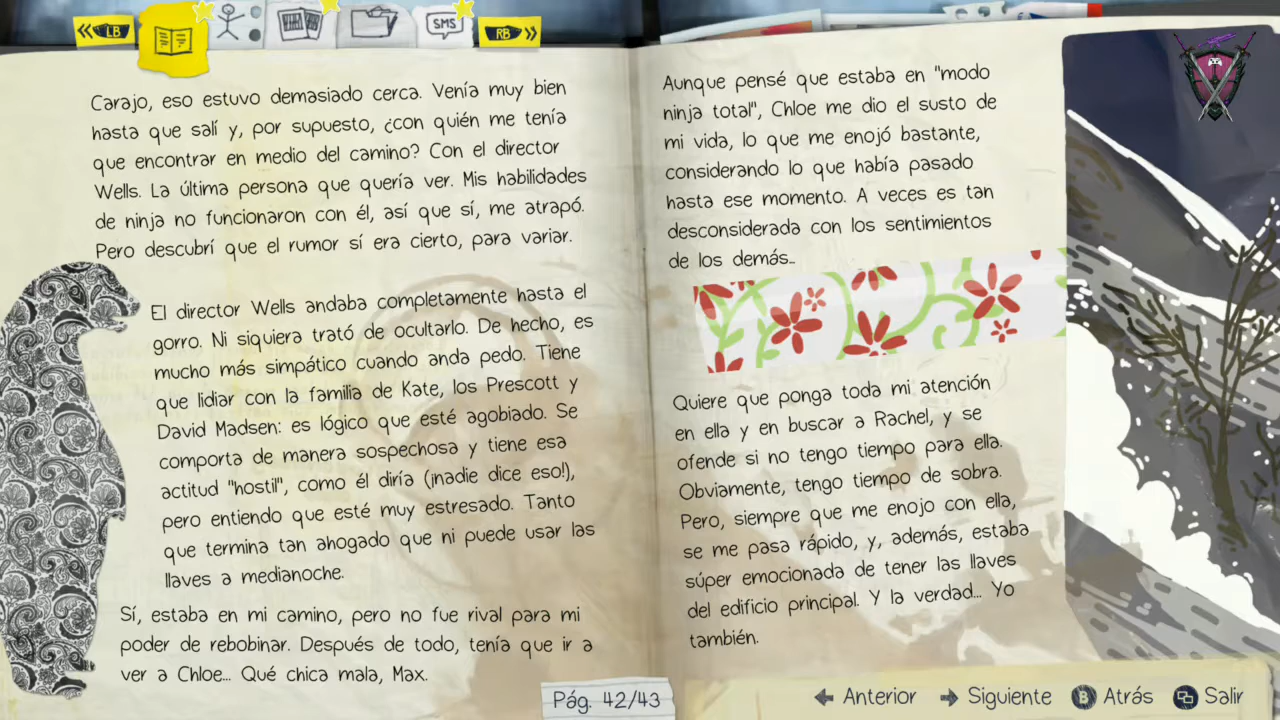 LB
SMS
RB
Carajo, eso estuvo demasiado cerca. Venía muy bien
hasta que salí y, por supuesto, ¿con quién me tenía
que encontrar en medio del camino? Con el director
Wells. La última persona que quería ver. Mis habilidades
de ninja no funcionaron con él, así que sí, me atrapó.
Pero descubrí que el rumor sí era cierto, para variar.
El director Wells andaba completamente hasta el
gorro. Ni siquiera trató de ocultarlo. De hecho, es
mucho más simpático cuando anda pedo. Tiene
que lidiar con la familia de Kate, los Prescott y
David Madsen: es lógico que esté agobiado. Se
comporta de manera sospechosa y tiene esa
actitud "hostil", como él diría (¡nadie dice eso!),
pero entiendo que esté muy estresado. Tanto
que termina tan ahogado que ni puede usar las
llaves a medianoche.
Sí, estaba en mi camino, pero no fue rival para mi
poder de rebobinar. Después de todo, tenía que ir a
ver a Chloe... Qué chica mala, Max.
Aunque pensé que estaba en "modo
ninja total", Chloe me dio el susto de
mi vida, lo que me enojó bastante,
considerando lo que había pasado
hasta ese momento. A veces es tan
desconsiderada con los sentimientos
de los demás...
Quiere que ponga toda mi atención
en ella y en buscar a Rachel, y se
ofende si no tengo tiempo para ella.
Obviamente, tengo tiempo de sobra.
Pero, siempre que me enojo con ella,
se me pasa rápido, y, además, estaba
súper emocionada de tener las llaves
del edificio principal. Y la verdad... Yo
también.
Pág. 42/43
Anterior
Siguiente
B Atrás
Salir